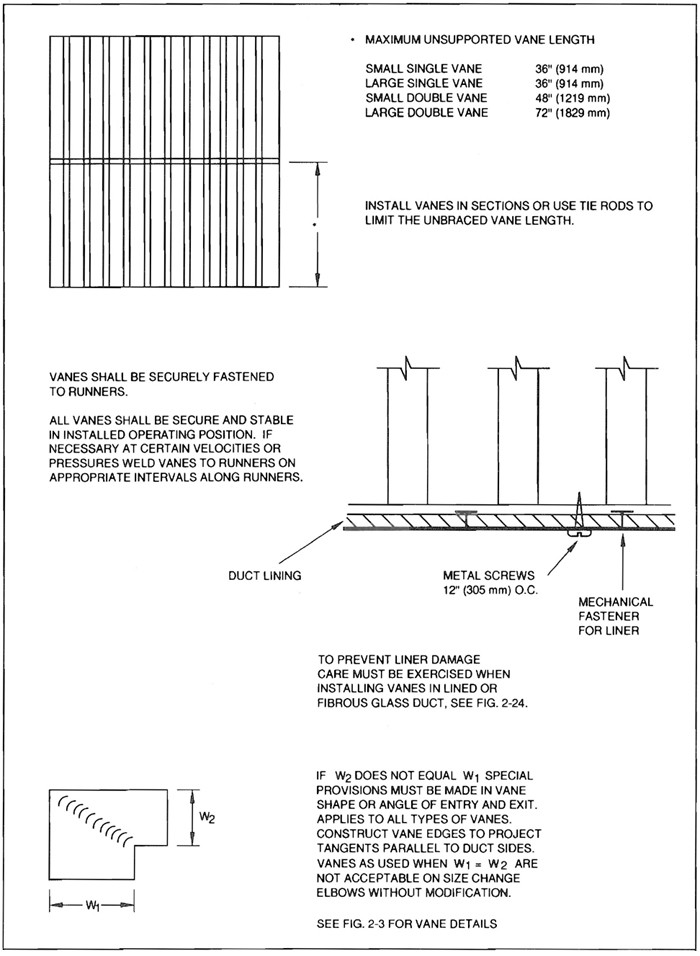 • MAXIMUM UNSUPPORTED VANE LENGTH
SMALL SINGLE VANE 36" (914 mm)
LARGE SINGLE VANE 36" (914 mm)
SMALL DOUBLE VANE 48" (1219 mm)
LARGE DOUBLE VANE 72" (1829 mm)
•
INSTALL VANES IN SECTIONS OR USE TIE RODS TO
LIMIT THE UNBRACED VANE LENGTH.
VANES SHALL BE SECURELY FASTENED
TO RUNNERS.
ALL VANES SHALL BE SECURE AND STABLE
IN INSTALLED OPERATING POSITION. IF
NECESSARY AT CERTAIN VELOCITIES OR
PRESSURES WELD VANES TO RUNNERS ON
APPROPRIATE INTERVALS ALONG RUNNERS.
DUCT LINING
METAL SCREWS
12" (305 mm) O.C.
MECHANICAL
FASTENER
FOR LINER
TO PREVENT LINER DAMAGE
CARE MUST BE EXERCISED WHEN
INSTALLING VANES IN LINED OR
FIBROUS GLASS DUCT, SEE FIG. 2-24.
W2
W1
IF W2 DOES NOT EQUAL W1 SPECIAL
PROVISIONS MUST BE MADE IN VANE
SHAPE OR ANGLE OF ENTRY AND EXIT.
APPLIES TO ALL TYPES OF VANES.
CONSTRUCT VANE EDGES TO PROJECT
TANGENTS PARALLEL TO DUCT SIDES.
VANES AS USED WHEN W1 = W2 ARE
NOT ACCEPTABLE ON SIZE CHANGE
ELBOWS WITHOUT MODIFICATION.
SEE FIG. 2-3 FOR VANE DETAILS